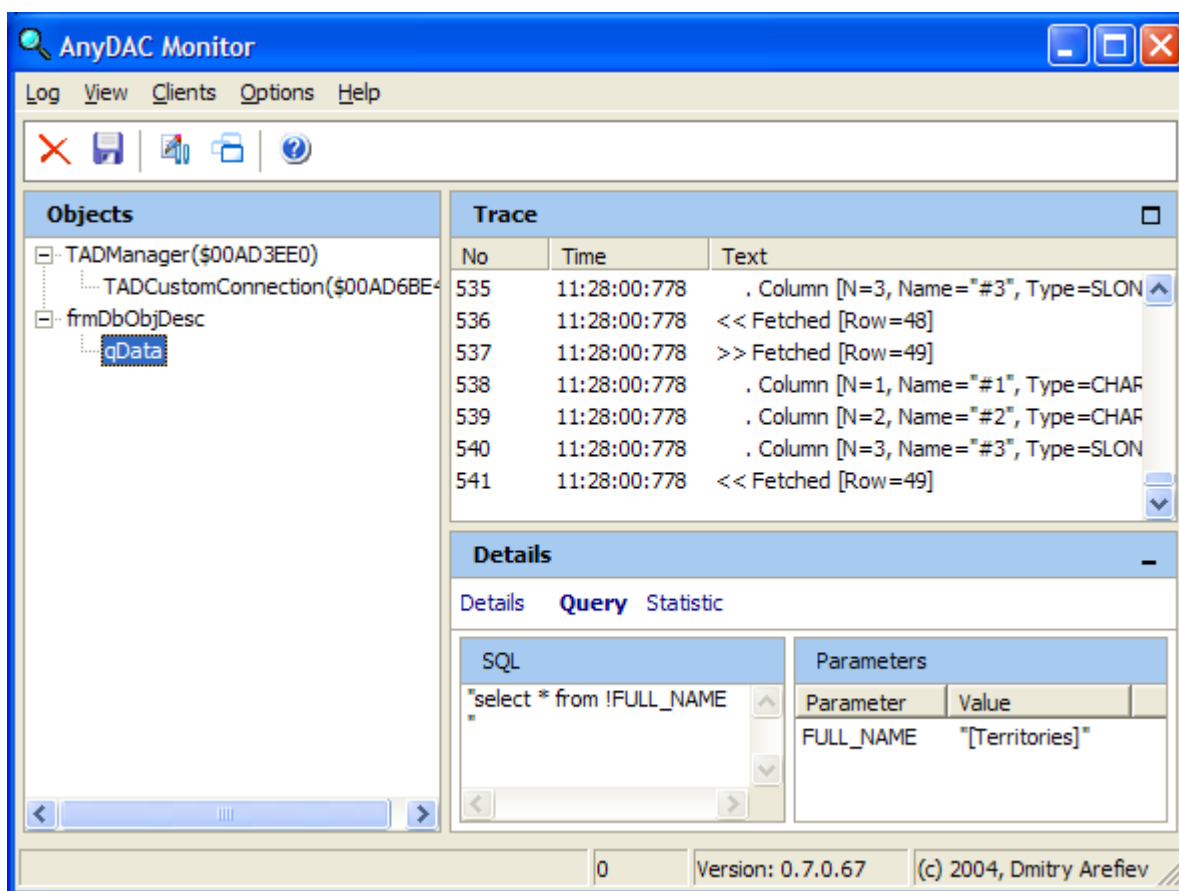 AnyDAC Monitor
Log View Clients Options Help
Objects
TADManager($00AD3EE0)
TADCustomConnection($00AD6BE4
frmDbObjDesc
qData
Trace
No Time Text
535 11:28:00:778 . Column [N=3, Name="#3", Type=SLON
536 11:28:00:778 << Fetched [Row=48]
537 11:28:00:778 >> Fetched [Row=49]
538 11:28:00:778 . Column [N=1, Name="#1", Type=CHAR
539 11:28:00:778 . Column [N=2, Name="#2", Type=CHAR
540 11:28:00:778 . Column [N=3, Name="#3", Type=SLON
541 11:28:00:778 << Fetched [Row=49]
Details
Details Query Statistic
SQL
"select * from !FULL_NAME
"
Parameters
Parameter Value
FULL_NAME "[Territories]"
0 Version: 0.7.0.67 (c) 2004, Dmitry Arefiev